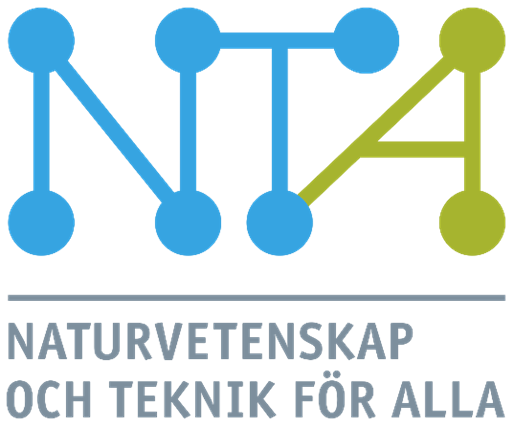 NTA
NATURVETENSKAP
OCH TEKNIK FÖR ALLA